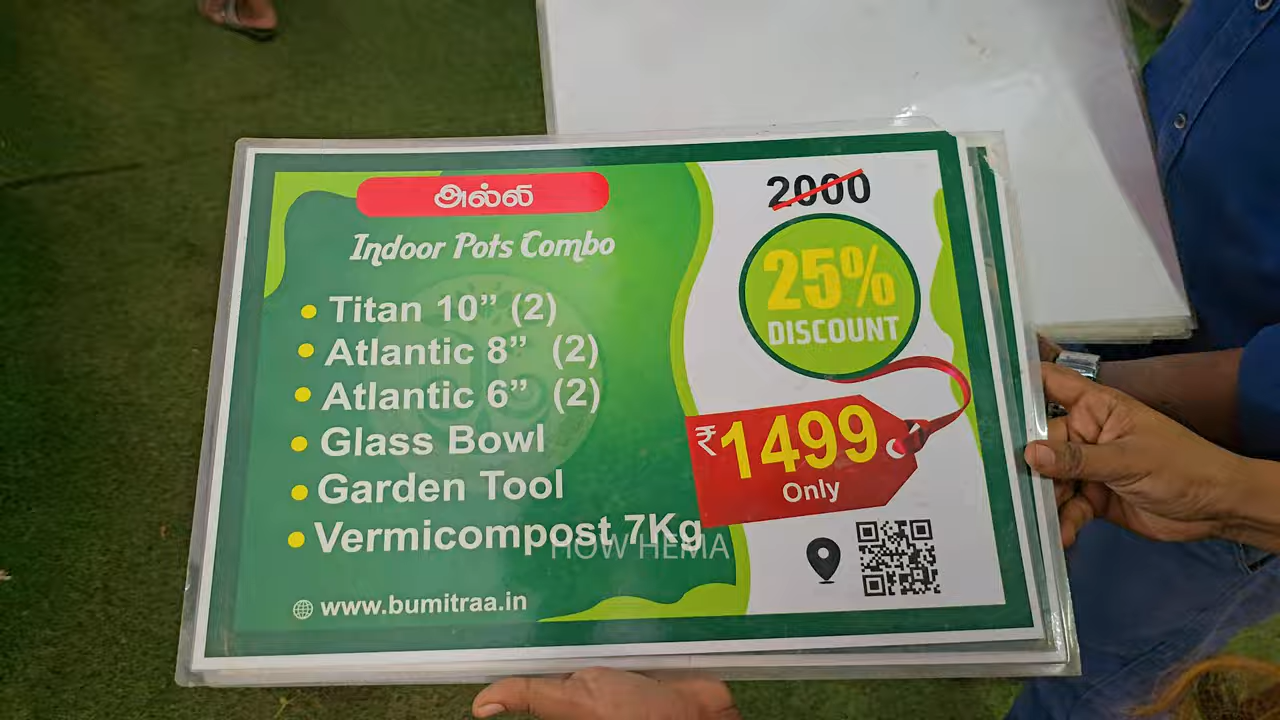 அல்லி
Indoor Pots Combo
Titan 10” (2)
Atlantic 8” (2)
Atlantic 6” (2)
Glass Bowl
Garden Tool
Vermicompost 7Kg
HOW HEMA
www.bumitraa.in
2000
25%
DISCOUNT
₹1499
Only